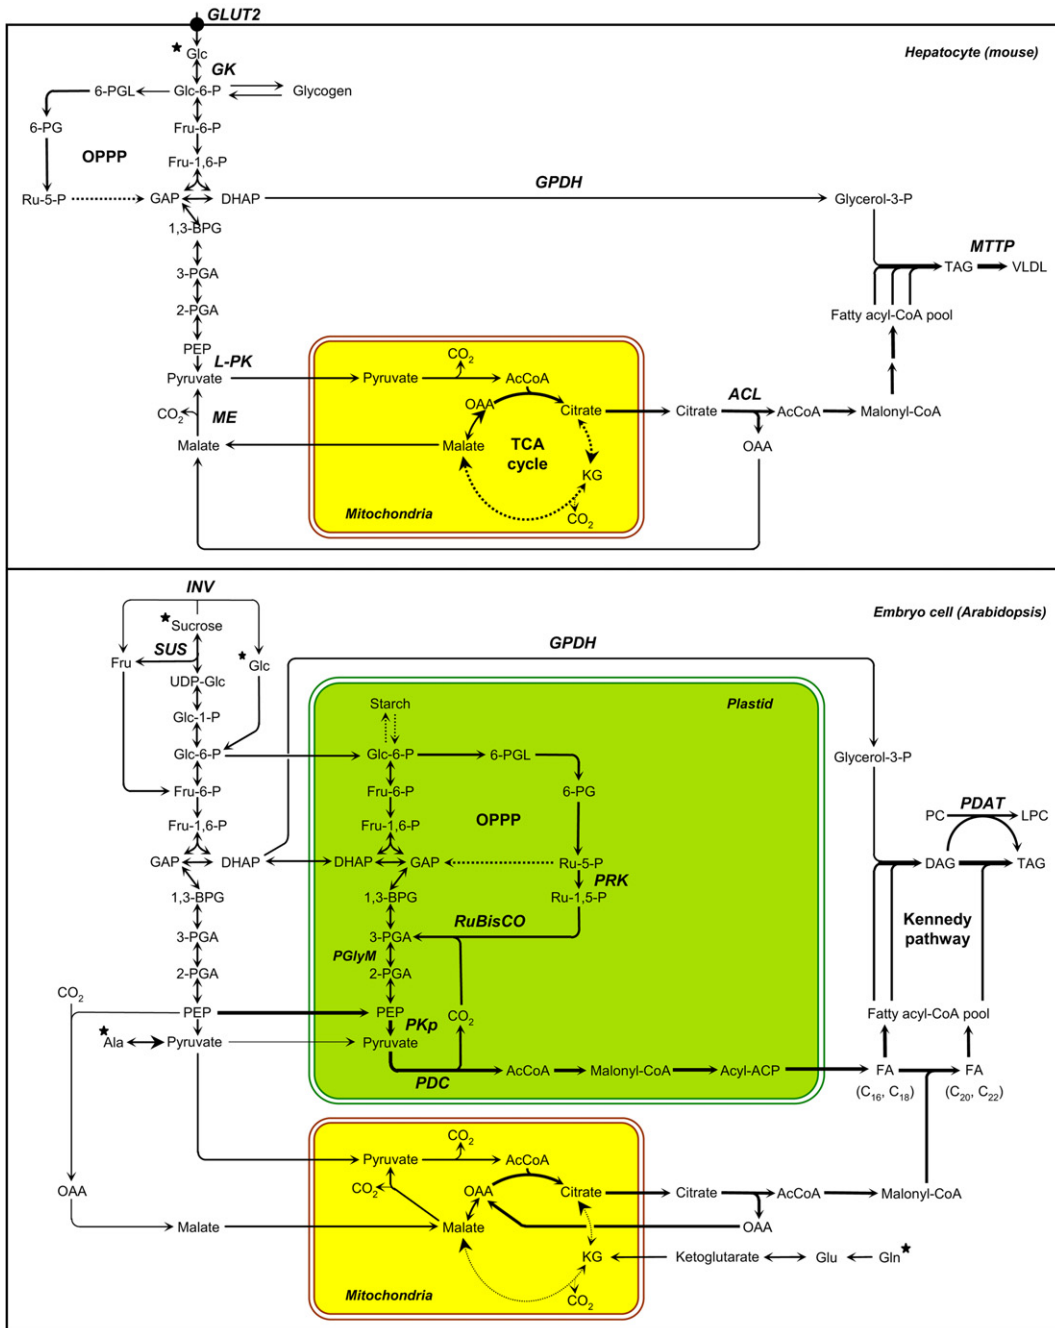 GLUT2
Glc
Hepatocyte (mouse)
GK
6-PGL Glc-6-P Glycogen
6-PG Fru-6-P
OPPP
Fru-1,6-P
GPDH
Ru-5-P GAP DHAP Glycerol-3-P
1,3-BPG
MTTP
3-PGA TAG VLDL
2-PGA
Fatty acyl-CoA pool
PEP
L-PK
CO2
Pyruvate Pyruvate AcCoA
ACL
OAA Citrate Citrate AcCoA Malonyl-CoA
CO2 ME
Malate Malate TCA OAA
cycle
KG
Mitochondria CO2
INV
Embryo cell (Arabidopsis)
Sucrose
SUS
GPDH
Fru Glc
UDP-Glc
Starch Plastid
Glc-1-P
Glc-6-P Glc-6-P 6-PGL Glycerol-3-P
Fru-6-P Fru-6-P 6-PG
PDAT
PC LPC
Fru-1,6-P Fru-1,6-P OPPP
GAP DHAP DHAP GAP Ru-5-P DAG TAG
PRK
1,3-BPG 1,3-BPG Ru-1,5-P
RuBisCO
Kennedy
pathway
3-PGA 3-PGA
PGlyM
2-PGA 2-PGA
CO2
PEP PEP CO2 Fatty acyl-CoA pool
PKp
Ala Pyruvate Pyruvate
PDC AcCoA Malonyl-CoA Acyl-ACP FA FA
(C16, C18) (C20, C22)
CO2
Pyruvate AcCoA
CO2
OAA OAA Citrate Citrate AcCoA Malonyl-CoA
Malate Malate OAA
KG Ketoglutarate Glu Gln
Mitochondria CO2